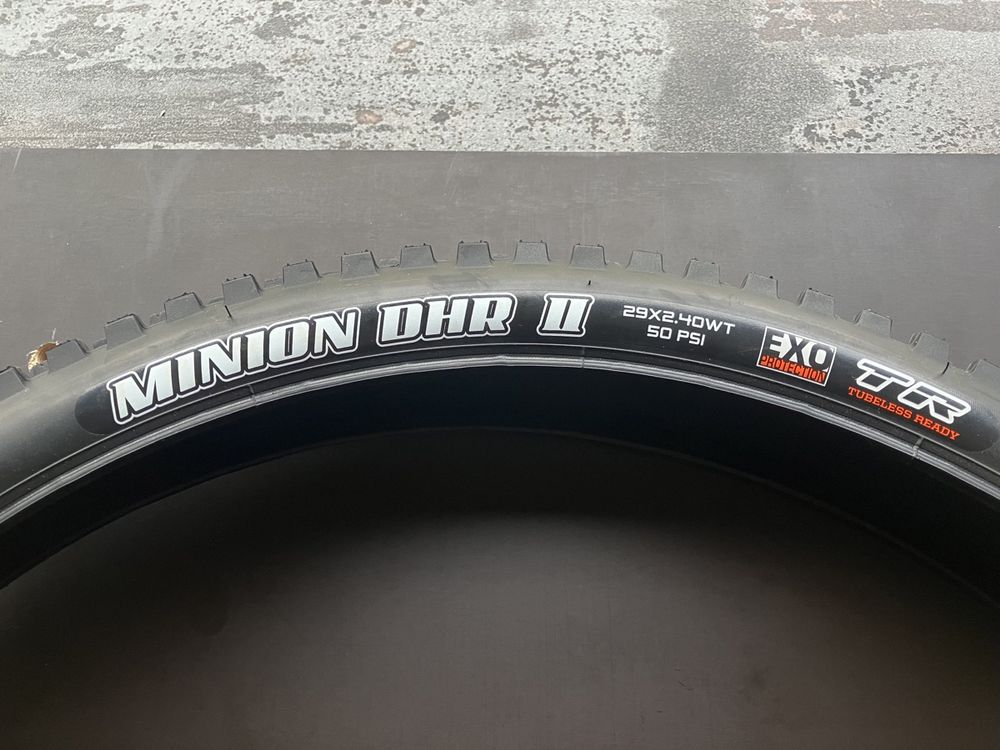 MINION DHR II
29X2.40WT
50 PSI
EXO
PROTECTION
TR
TUBELESS READY